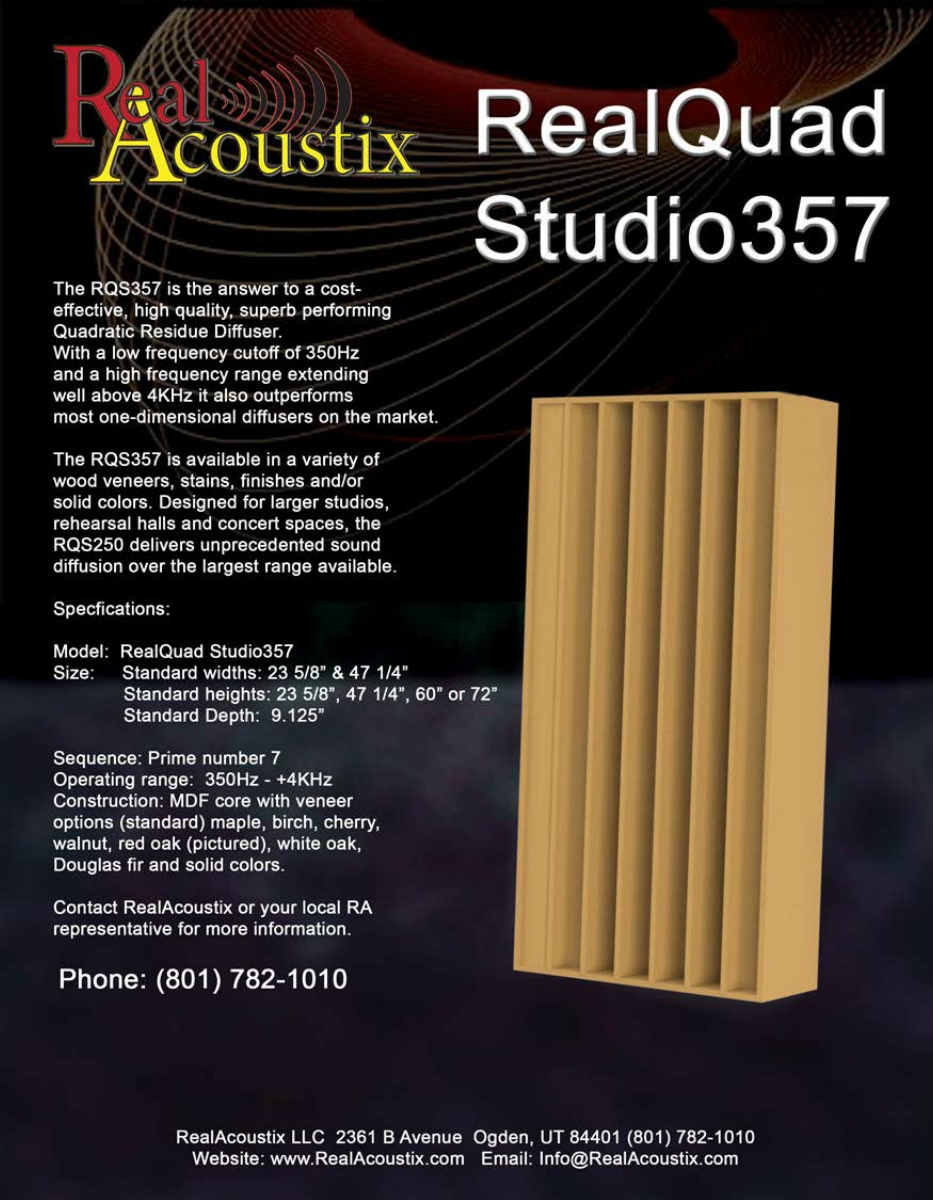 Real
Acoustix
RealQuad
Studio357
The RQS357 is the answer to a cost-
effective, high quality, superb performing
Quadratic Residue Diffuser.
With a low frequency cutoff of 350Hz
and a high frequency range extending
well above 4KHz it also outperforms
most one-dimensional diffusers on the market.
The RQS357 is available in a variety of
wood veneers, stains, finishes and/or
solid colors. Designed for larger studios,
rehearsal halls and concert spaces, the
RQS250 delivers unprecedented sound
diffusion over the largest range available.
Specfications:
Model: RealQuad Studio357
Size: Standard widths: 23 5/8” & 47 1/4”
Standard heights: 23 5/8”, 47 1/4”, 60” or 72”
Standard Depth: 9.125”
Sequence: Prime number 7
Operating range: 350Hz - +4KHz
Construction: MDF core with veneer
options (standard) maple, birch, cherry,
walnut, red oak (pictured), white oak,
Douglas fir and solid colors.
Contact RealAcoustix or your local RA
representative for more information.
Phone: (801) 782-1010
RealAcoustix LLC 2361 B Avenue Ogden, UT 84401 (801) 782-1010
Website: www.RealAcoustix.com Email: Info@RealAcoustix.com